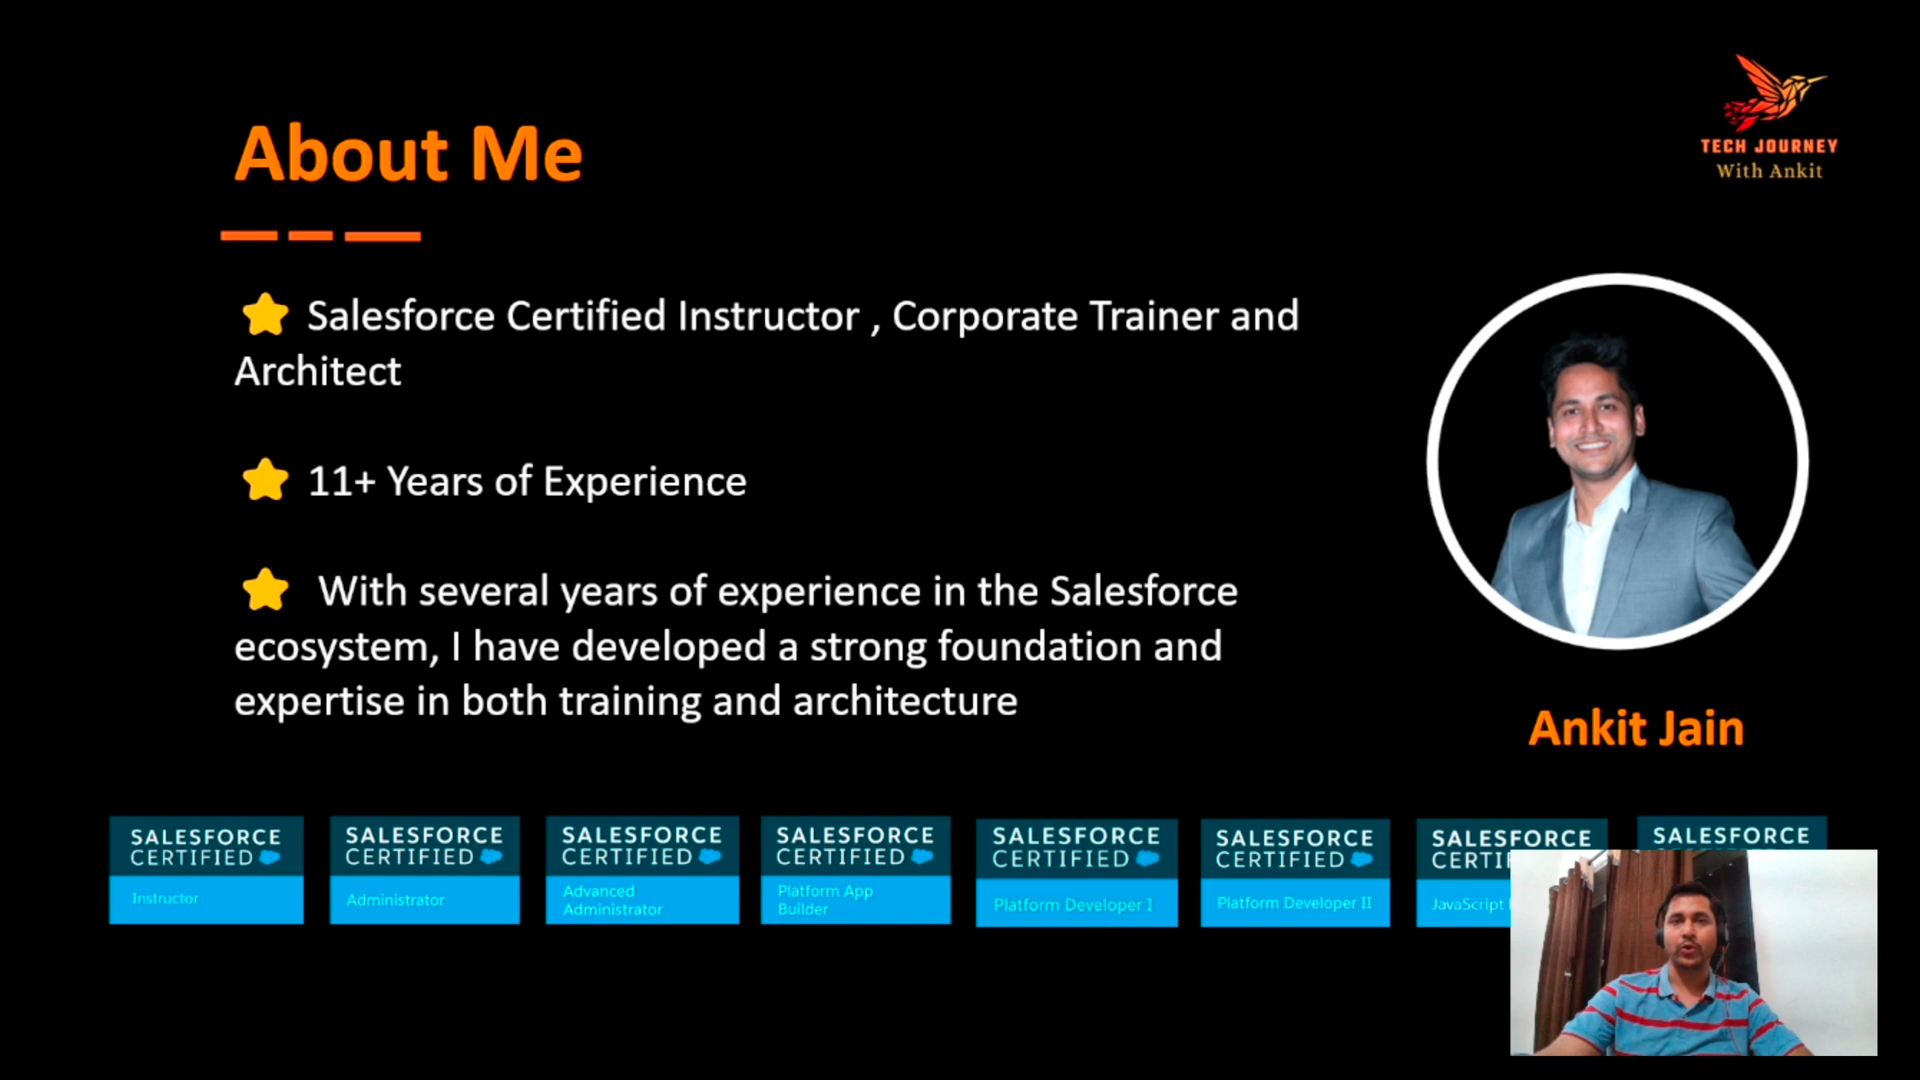 TECH JOURNEY
With Ankit
About Me
Salesforce Certified Instructor , Corporate Trainer and
Architect
11+ Years of Experience
With several years of experience in the Salesforce
ecosystem, I have developed a strong foundation and
expertise in both training and architecture
Ankit Jain
SALESFORCE
CERTIFIED
Instructor
SALESFORCE
CERTIFIED
Administrator
SALESFORCE
CERTIFIED
Advanced
Administrator
SALESFORCE
CERTIFIED
Platform App
Builder
SALESFORCE
CERTIFIED
Platform Developer I
SALESFORCE
CERTIFIED
Platform Developer II
SALESFORCE
JavaScript
SALESFORCE